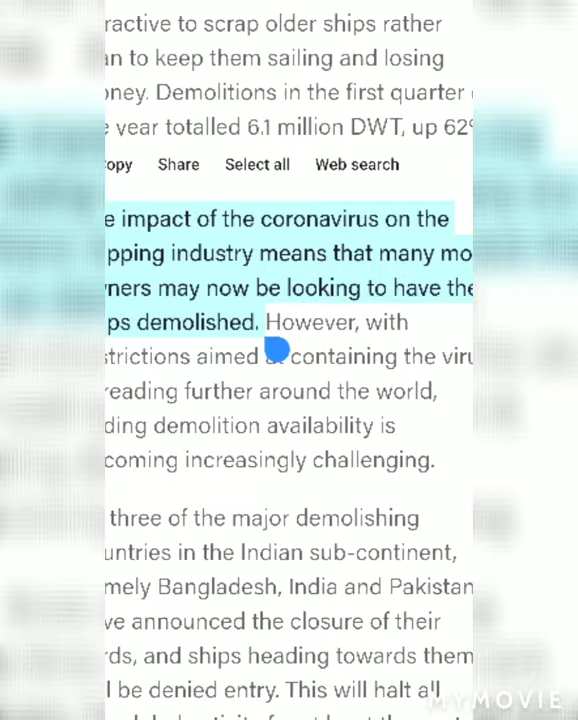 ractive to scrap older ships rather
an to keep them sailing and losing
oney. Demolitions in the first quarter
e year totalled 6.1 million DWT, up 62%
opy Share Select all Web search
e impact of the coronavirus on the
pping industry means that many mo
ners may now be looking to have the
ps demolished. However, with
strictions aimed at containing the viru
reading further around the world,
ding demolition availability is
coming increasingly challenging.
three of the major demolishing
untries in the Indian sub-continent,
mely Bangladesh, India and Pakistan
ve announced the closure of their
rds, and ships heading towards them
l be denied entry. This will halt all
MYMOVIE